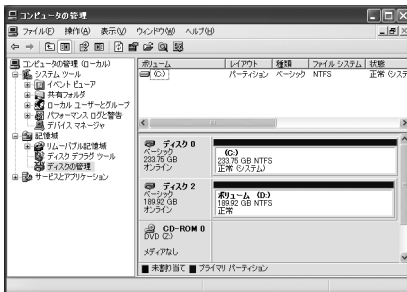 コンピュータの管理
ファイル(F) 操作(A) 表示(V) ウィンドウ(W) ヘルプ(H)
コンピュータの管理 (ローカル)
システム ツール
イベント ビューア
共有フォルダ
ローカル ユーザーとグループ
パフォーマンス ログと警告
デバイス マネージャ
記憶域
リムーバブル記憶域
ディスク デフラグ ツール
ディスクの管理
サービスとアプリケーション
ボリューム レイアウト 種類 ファイル システム 状態
(C:) パーティション ベーシック NTFS 正常 (シス
ディスク 0
ベーシック
233.75 GB
オンライン
(C:)
233.75 GB NTFS
正常 (システム)
ディスク 2
ベーシック
189.92 GB
オンライン
ボリューム (D:)
189.92 GB NTFS
正常
CD-ROM 0
DVD (Z:)
メディアなし
未割り当て プライマリ パーティション